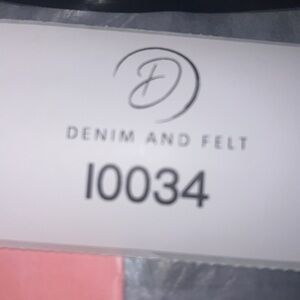 D
DENIM AND FELT
I0034